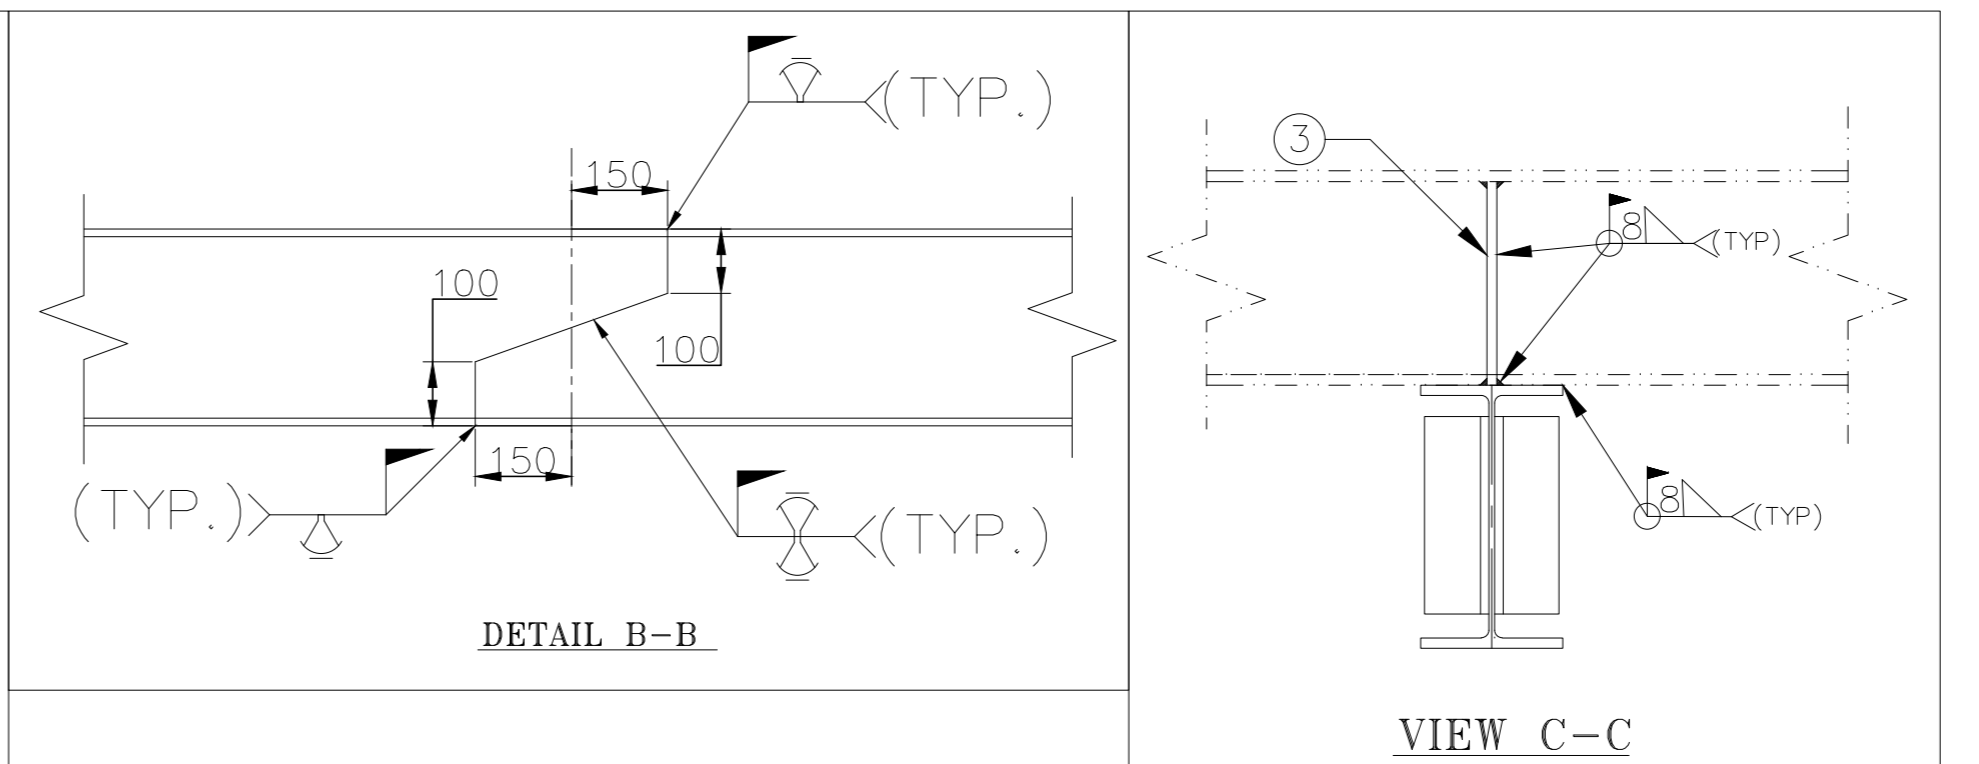 (TYP.)
150
100
100
150
(TYP.)
(TYP.)
DETAIL B-B
3
8 (TYP)
8 (TYP)
VIEW C-C